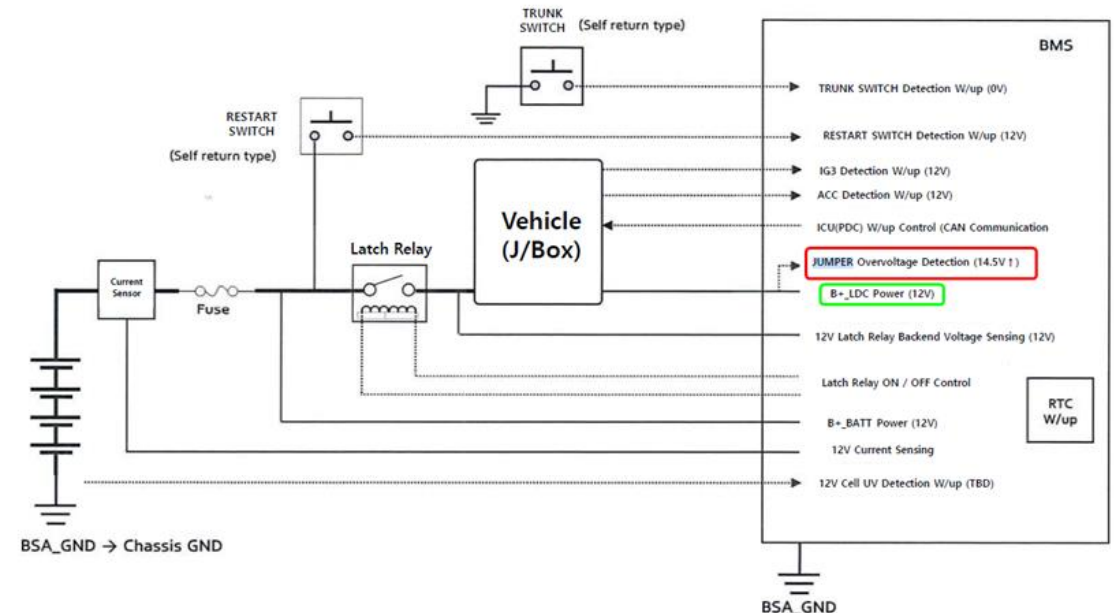 TRUNK
SWITCH (Self return type)
BMS
TRUNK SWITCH Detection W/up (0V)
RESTART
SWITCH
(Self return type)
RESTART SWITCH Detection W/up (12V)
IG3 Detection W/up (12V)
ACC Detection W/up (12V)
Vehicle
(J/Box)
ICU(PDC) W/up Control (CAN Communication
Latch Relay
JUMPER Overvoltage Detection (14.5V↑)
Current
Sensor
Fuse
B+_LDC Power (12V)
12V Latch Relay Backend Voltage Sensing (12V)
Latch Relay ON / OFF Control
RTC
W/up
B+_BATT Power (12V)
12V Current Sensing
12V Cell UV Detection W/up (TBD)
BSA_GND → Chassis GND
BSA_GND